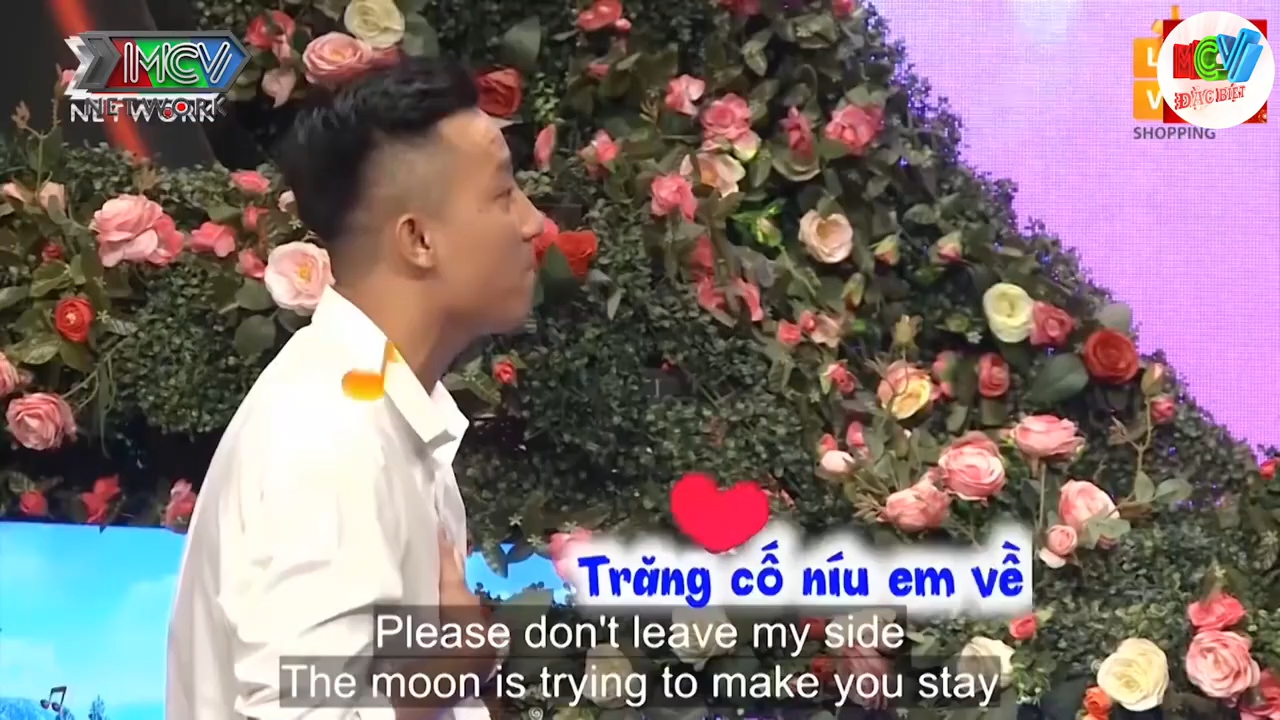 MCV
NETWORK
MCV
ĐẶC BIỆT
SHOPPING
Trăng cố níu em về
Please don't leave my side
The moon is trying to make you stay